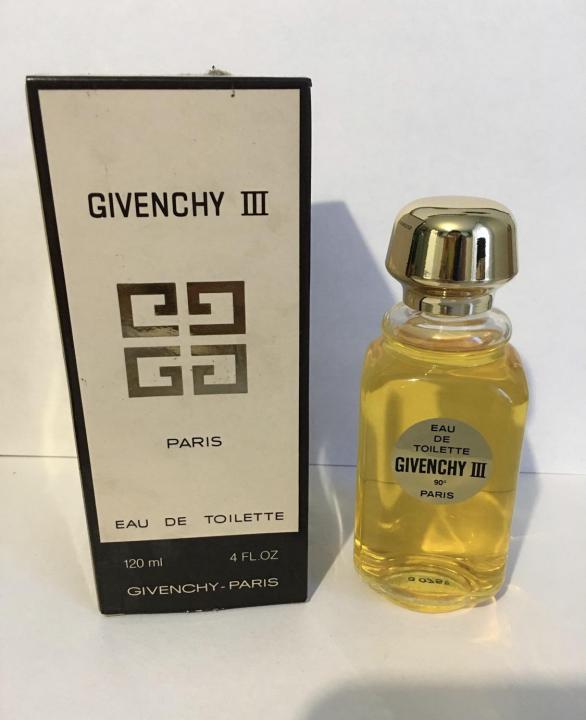 GIVENCHY III
PARIS
EAU DE TOILETTE
120 ml 4 FL.OZ
GIVENCHY-PARIS
EAU
DE
TOILETTE
GIVENCHY III
90°
PARIS